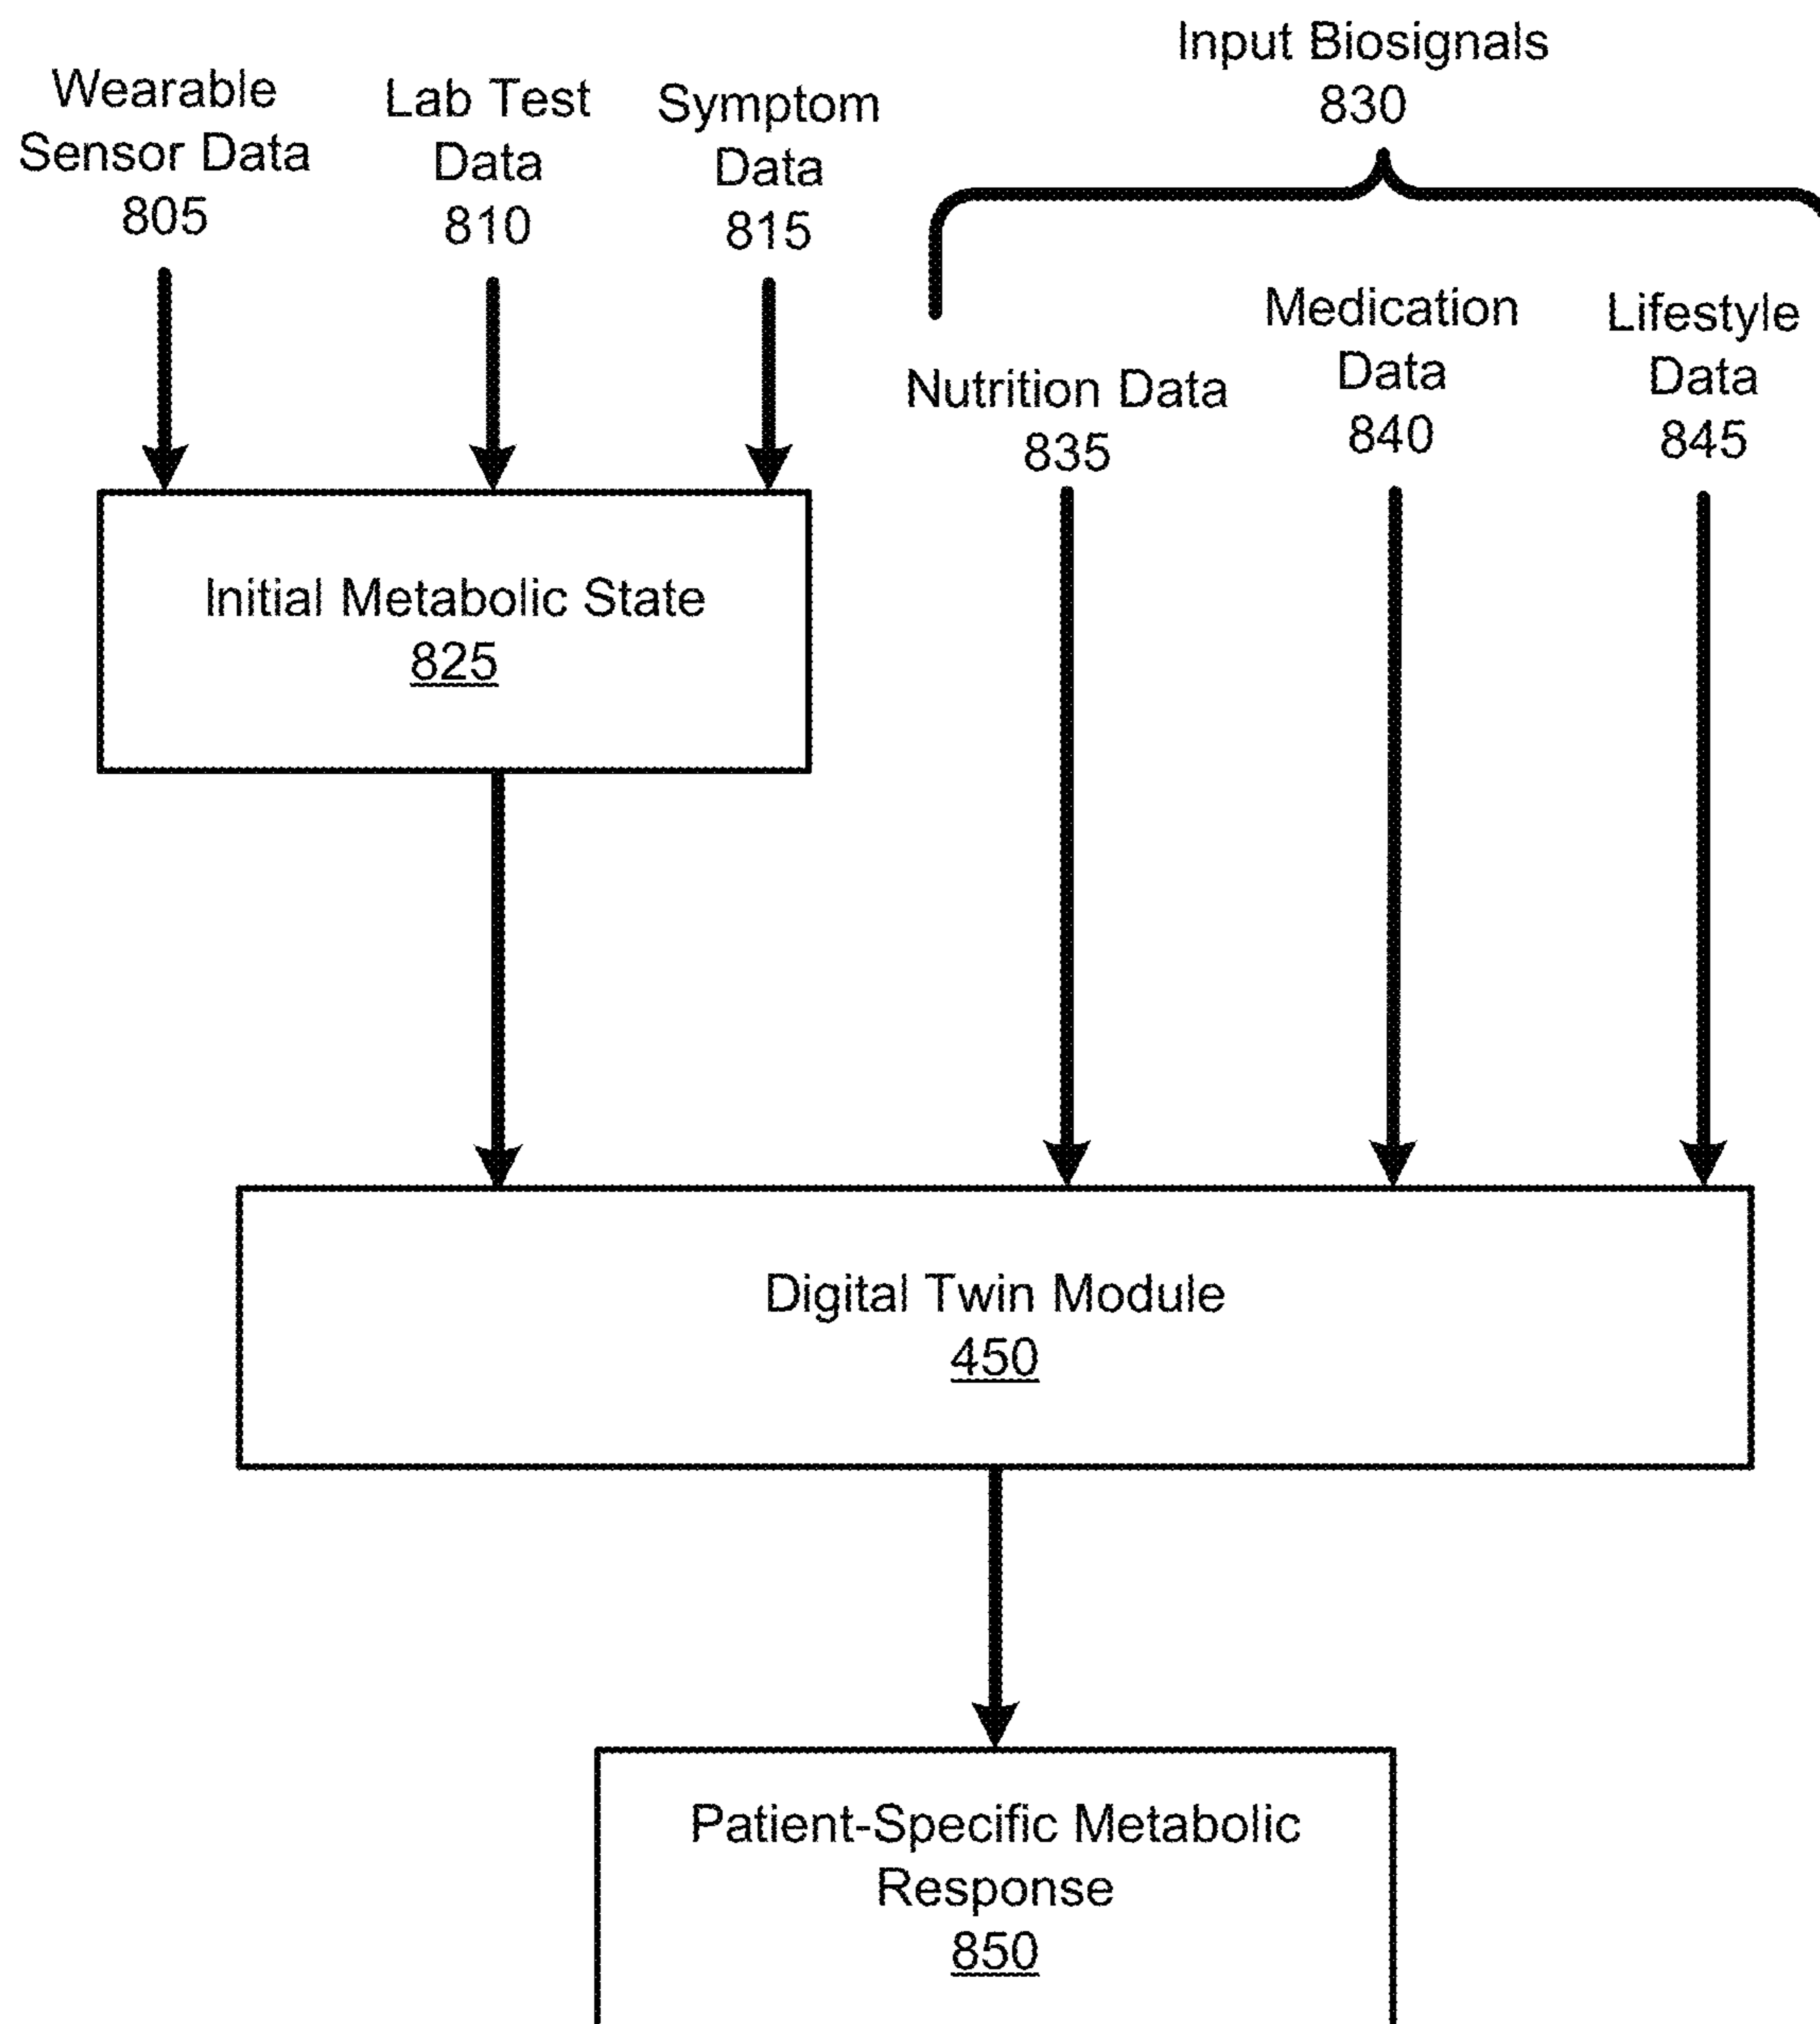 Wearable
Sensor Data
805
Lab Test
Data
810
Symptom
Data
815
Input Biosignals
830
Nutrition Data
835
Medication
Data
840
Lifestyle
Data
845
Initial Metabolic State
825
Digital Twin Module
450
Patient-Specific Metabolic
Response
850